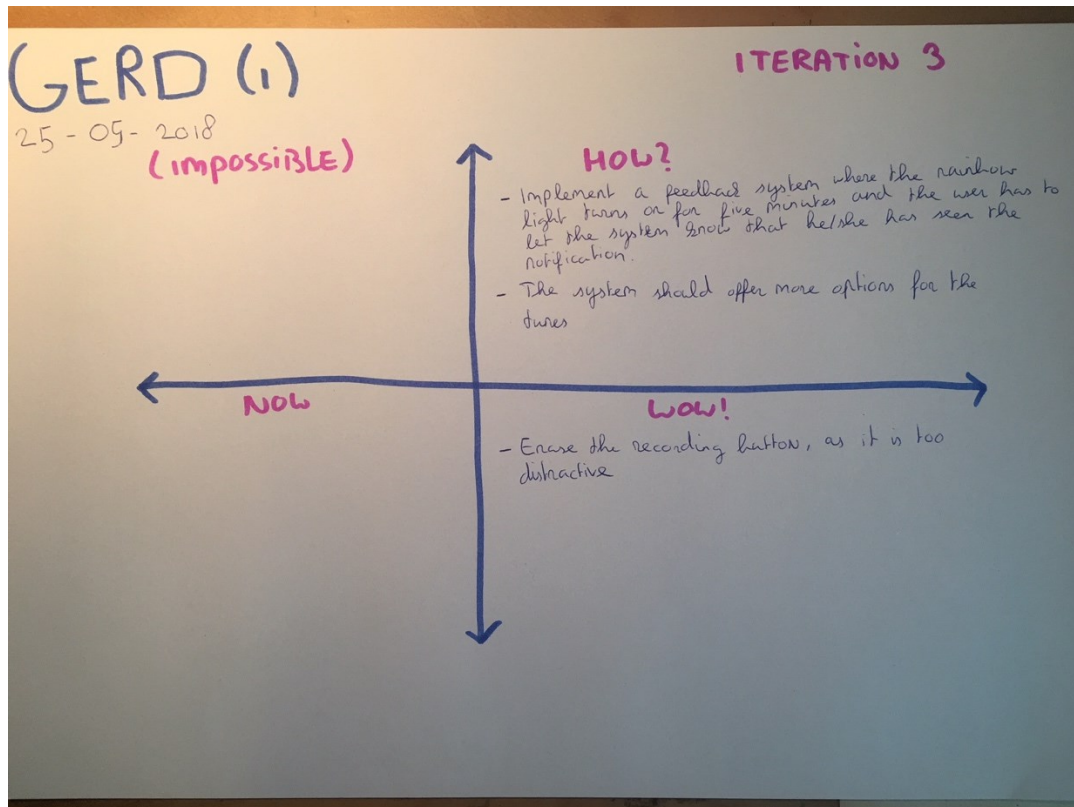 GERD (1)
ITERATION 3
25-05-2018
(IMPOSSIBLE)
HOW?
- Implement a feedback system where the rainbow
light turns on for five minutes and the user has to
let the system know that he/she has seen the
notification.
- The system should offer more options for the
tunes
NOW
WOW!
- Erase the recording button, as it is too
distractive